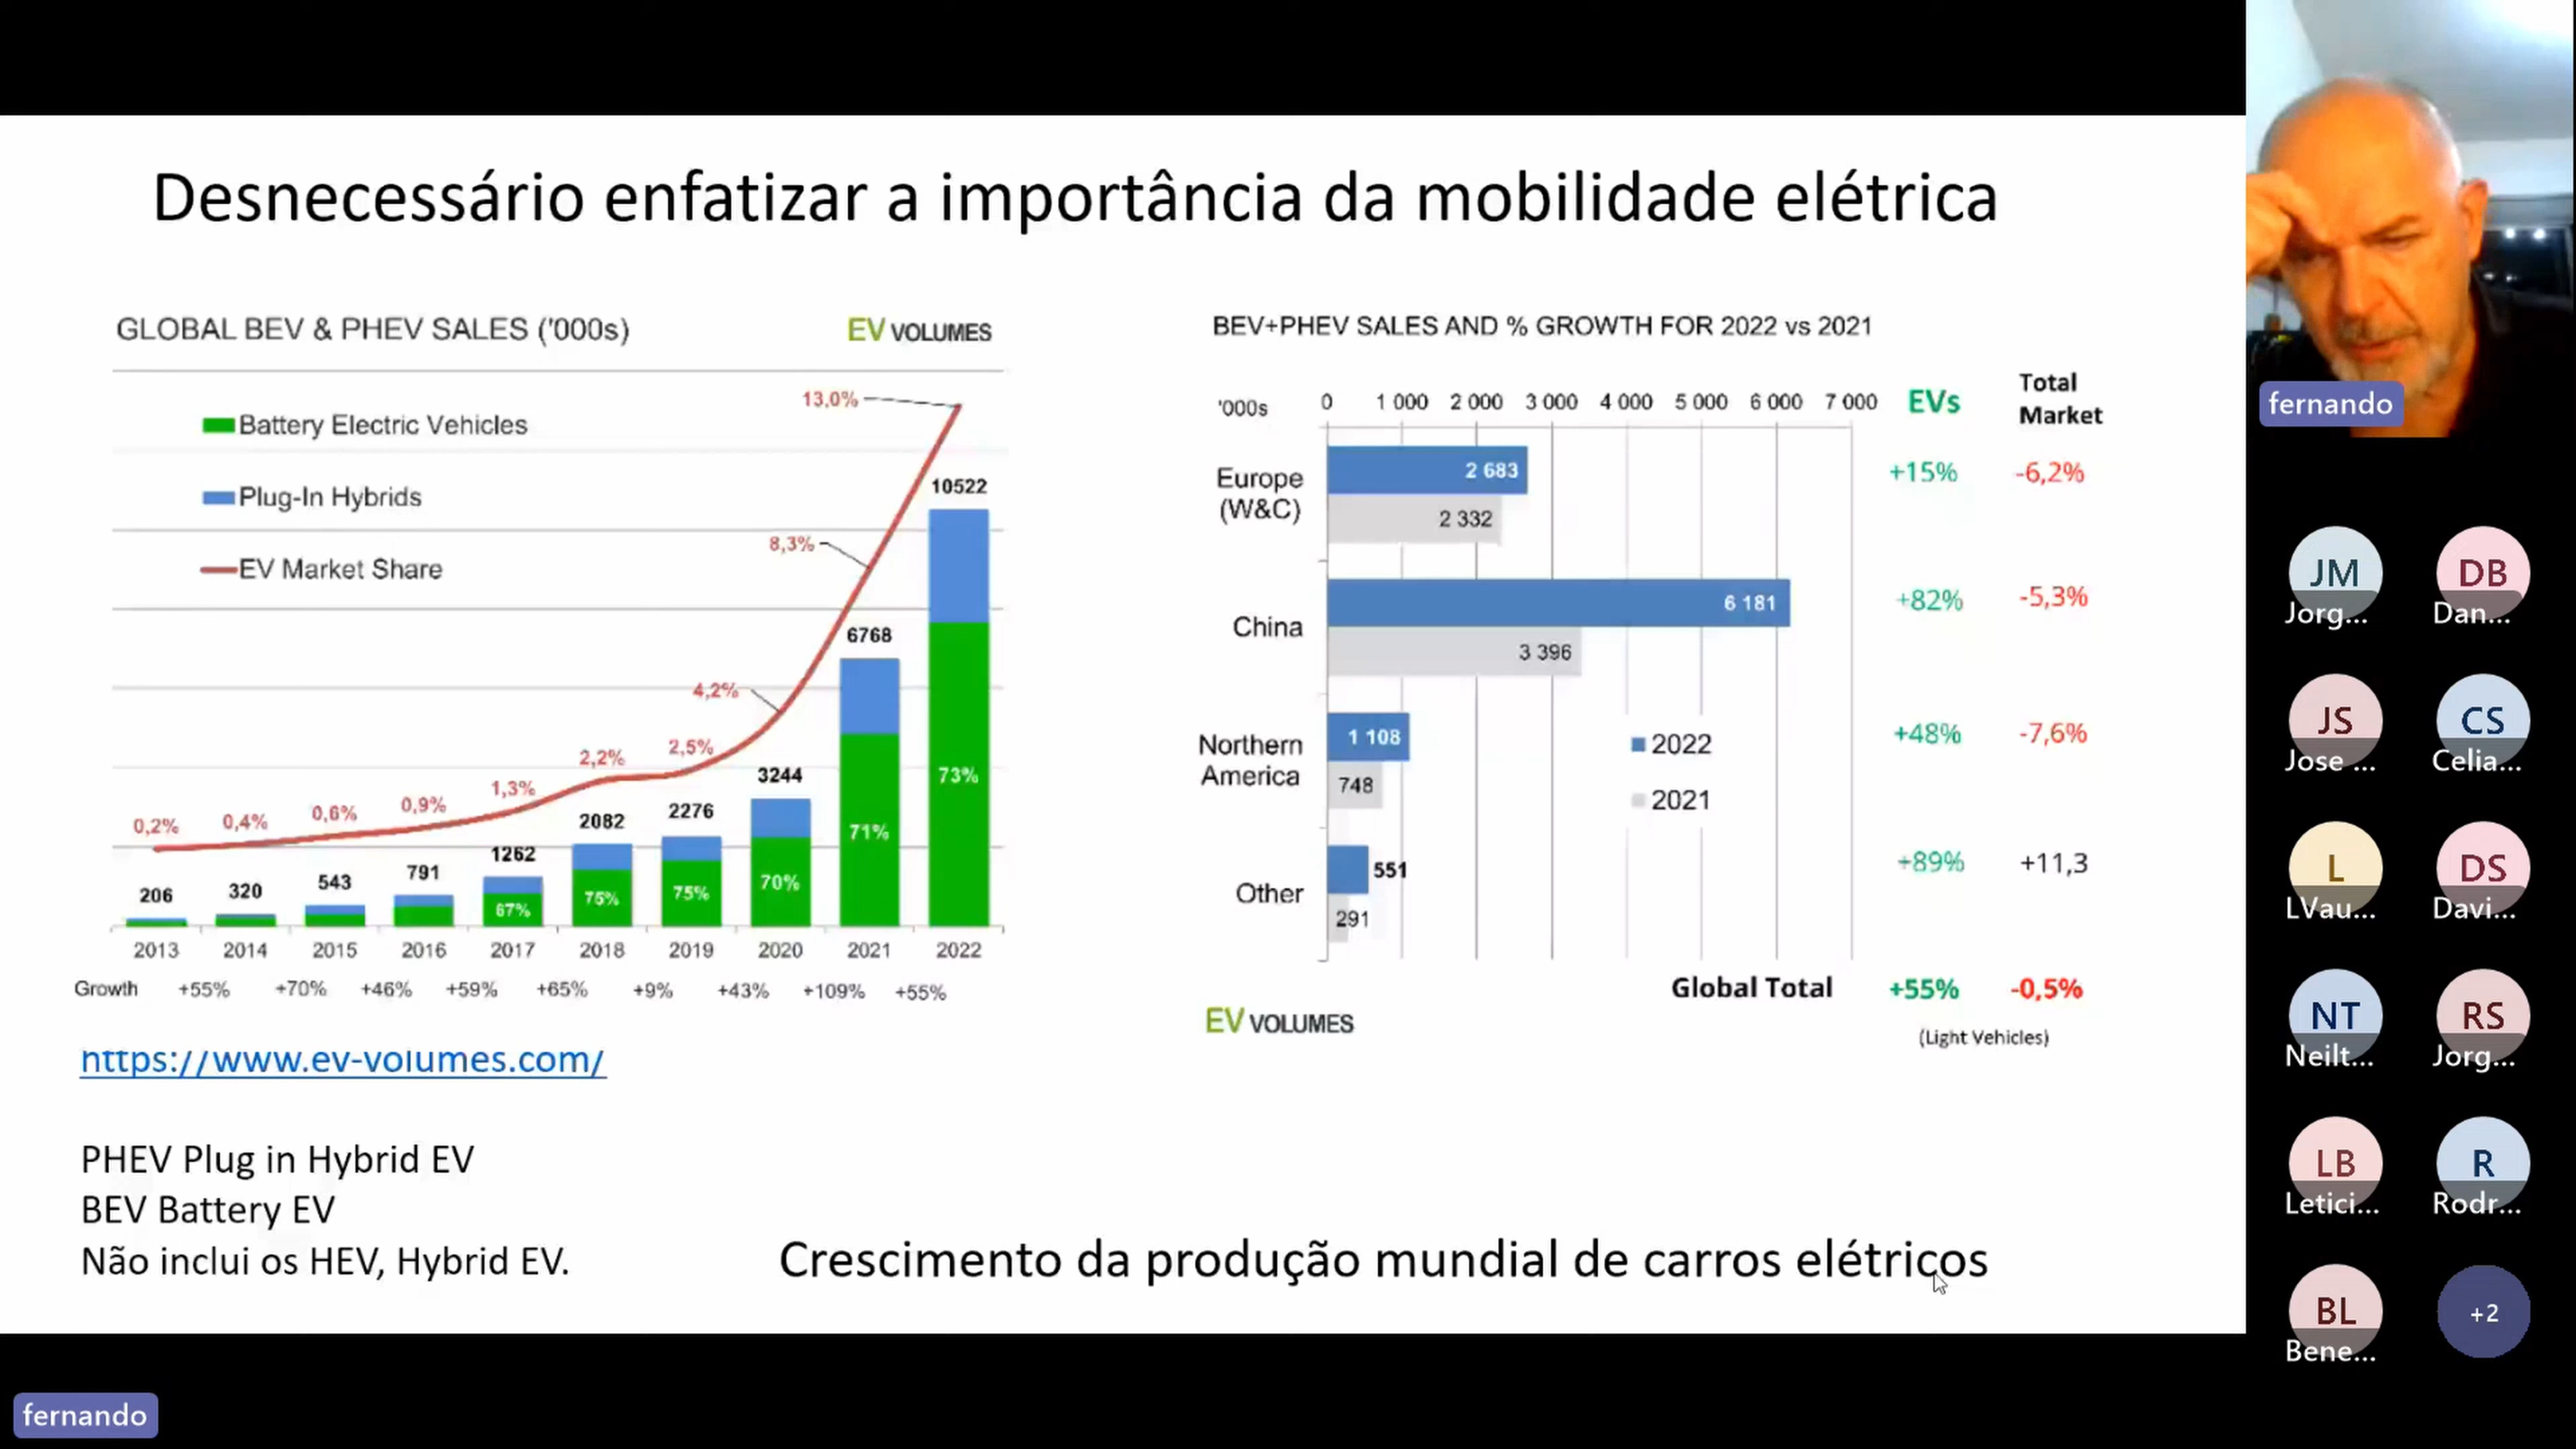 Desnecessário enfatizar a importância da mobilidade elétrica
GLOBAL BEV & PHEV SALES ('000s)
EV VOLUMES
Battery Electric Vehicles
Plug-In Hybrids
EV Market Share
0,2%
0,4%
0,6%
0,9%
1,3%
2,2%
2,5%
4,2%
8,3%
13,0%
206
320
543
791
1262
2082
2276
3244
6768
10522
67%
75%
75%
70%
71%
73%
2013 2014 2015 2016 2017 2018 2019 2020 2021 2022
Growth +55% +70% +46% +59% +65% +9% +43% +109% +55%
https://www.ev-volumes.com/
PHEV Plug in Hybrid EV
BEV Battery EV
Não inclui os HEV, Hybrid EV.
BEV+PHEV SALES AND % GROWTH FOR 2022 vs 2021
'000s 0 1 000 2 000 3 000 4 000 5 000 6 000 7 000 EVs
Total
Market
Europe
(W&C)
2 683
2 332
+15% -6,2%
China
6 181
3 396
+82% -5,3%
Northern
America
1 108
748
+48% -7,6%
2022
2021
Other
551
291
+89% +11,3
Global Total +55% -0,5%
(Light Vehicles)
EV VOLUMES
Crescimento da produção mundial de carros elétricos
fernando
fernando
JM
Jorg...
DB
Dan...
JS
Jose ...
CS
Celia...
L
LVau...
DS
Davi...
NT
Neilt...
RS
Jorg...
LB
Letici...
R
Rodr...
BL
Bene...
+2